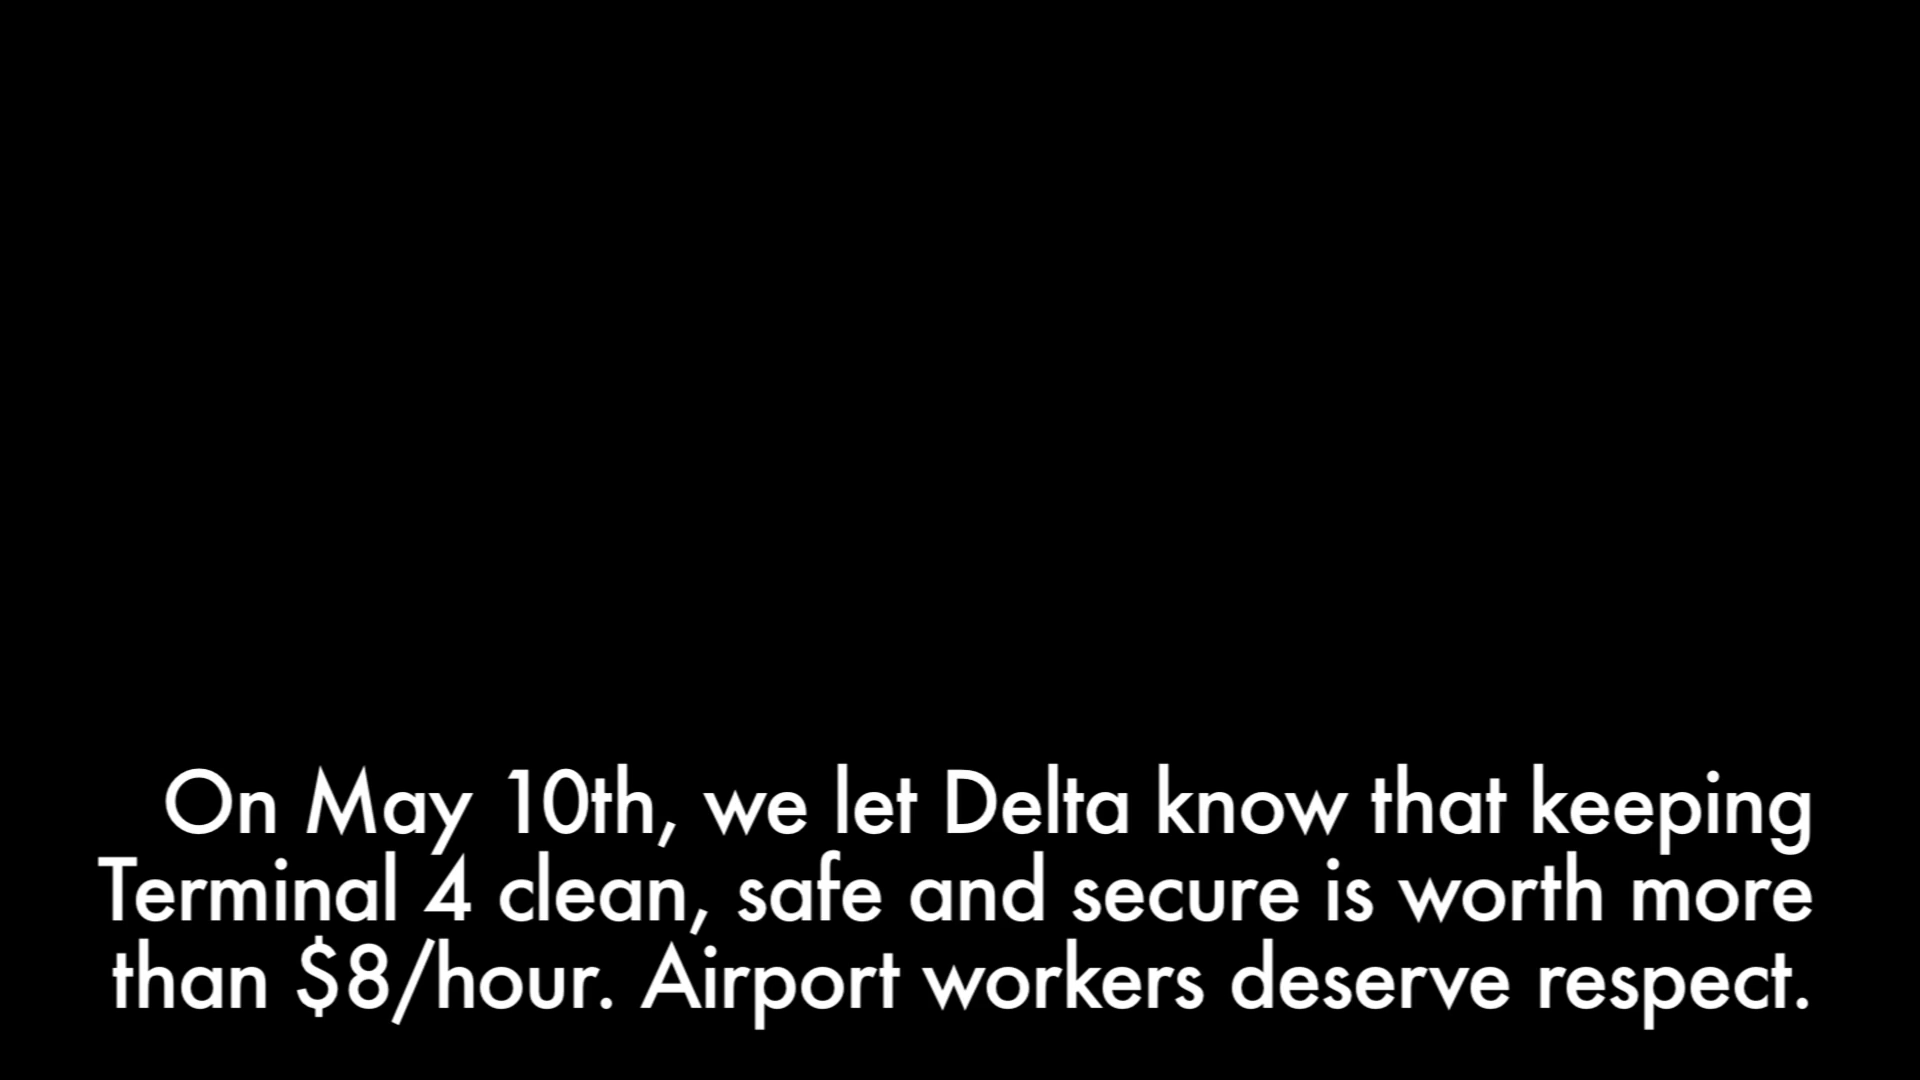 On May 10th, we let Delta know that keeping
Terminal 4 clean, safe and secure is worth more
than $8/hour. Airport workers deserve respect.